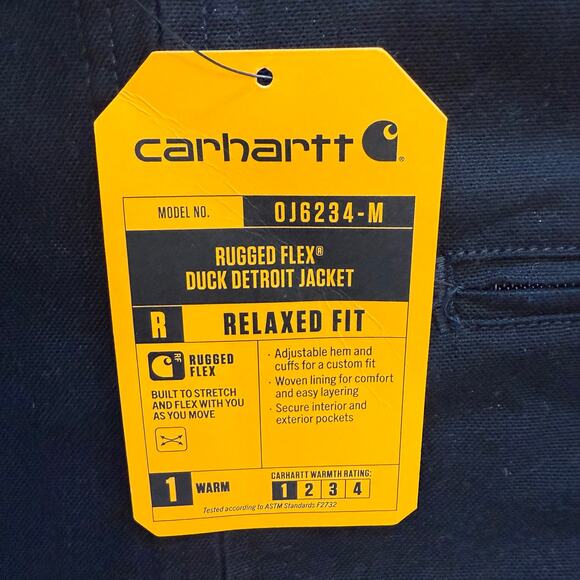 carhartt
MODEL NO. OJ6234-M
RUGGED FLEX®
DUCK DETROIT JACKET
R RELAXED FIT
RF
RUGGED
FLEX
BUILT TO STRETCH
AND FLEX WITH YOU
AS YOU MOVE
· Adjustable hem and
cuffs for a custom fit
· Woven lining for comfort
and easy layering
· Secure interior and
exterior pockets
1 WARM
CARHARTT WARMTH RATING:
1 2 3 4
Tested according to ASTM Standards F2732